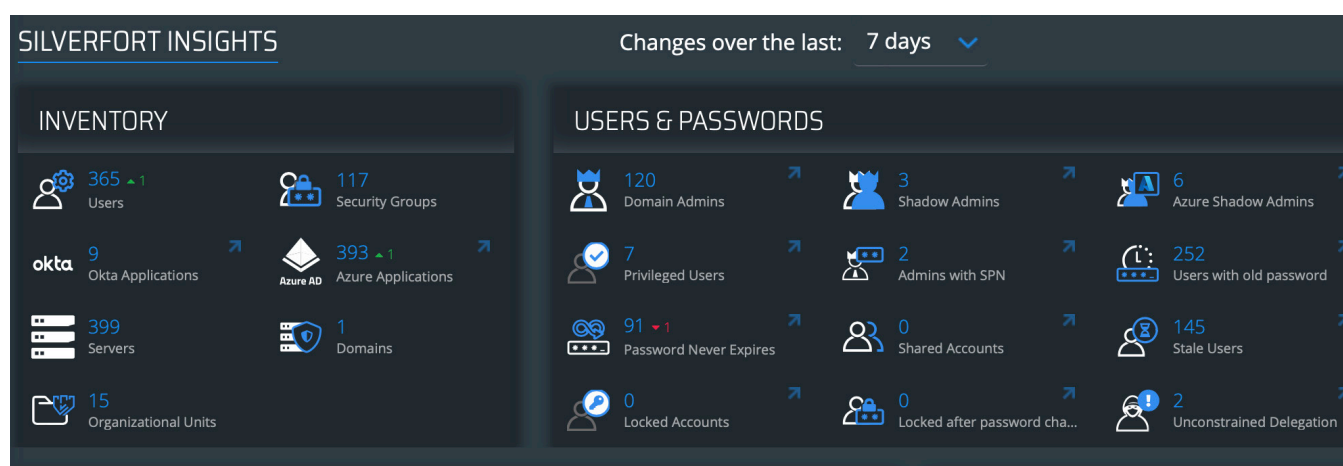 SILVERFORT INSIGHTS
Changes over the last: 7 days
INVENTORY
365 1
Users
117
Security Groups
okta
9
Okta Applications
Azure AD
393 1
Azure Applications
399
Servers
1
Domains
15
Organizational Units
USERS & PASSWORDS
120
Domain Admins
3
Shadow Admins
6
Azure Shadow Admins
7
Privileged Users
2
Admins with SPN
252
Users with old password
91 1
Password Never Expires
0
Shared Accounts
145
Stale Users
0
Locked Accounts
0
Locked after password cha...
2
Unconstrained Delegation